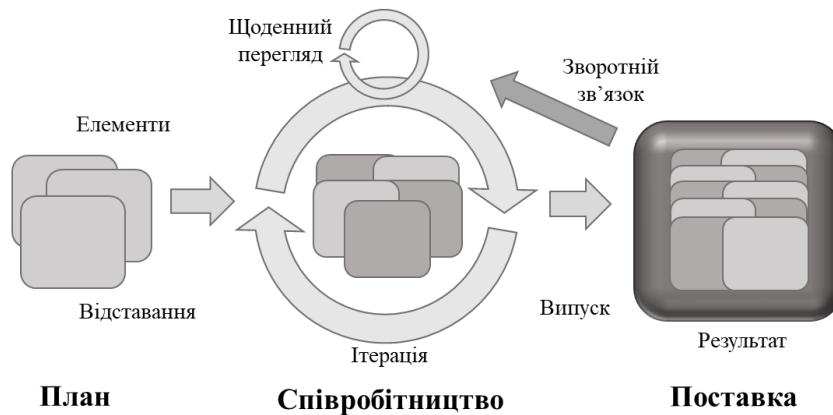 Щоденний
перегляд
Зворотній
зв’язок
Елементи
Відставання
Випуск
Ітерація
Результат
План
Співробітництво
Поставка